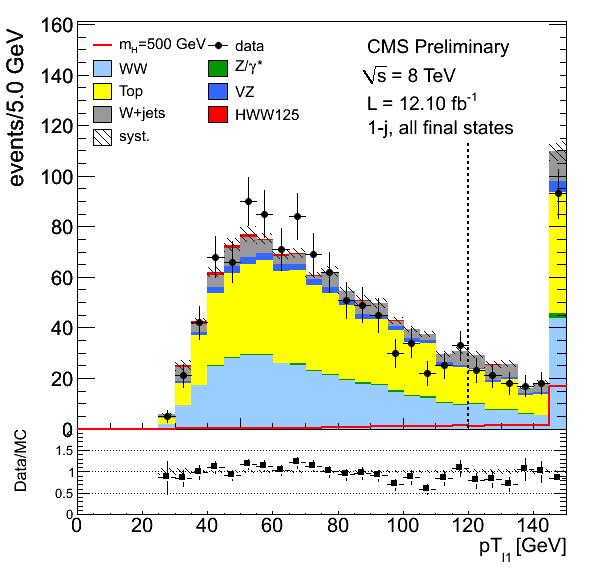 events/5.0 GeV
160
140
120
100
80
60
40
20
0
m_H=500 GeV
data
WW
Z/γ*
Top
VZ
W+jets
HWW125
syst.
CMS Preliminary
√s = 8 TeV
L = 12.10 fb⁻¹
1-j, all final states
Data/MC
2
1.5
1
0.5
0
0 20 40 60 80 100 120 140
pT_l1 [GeV]